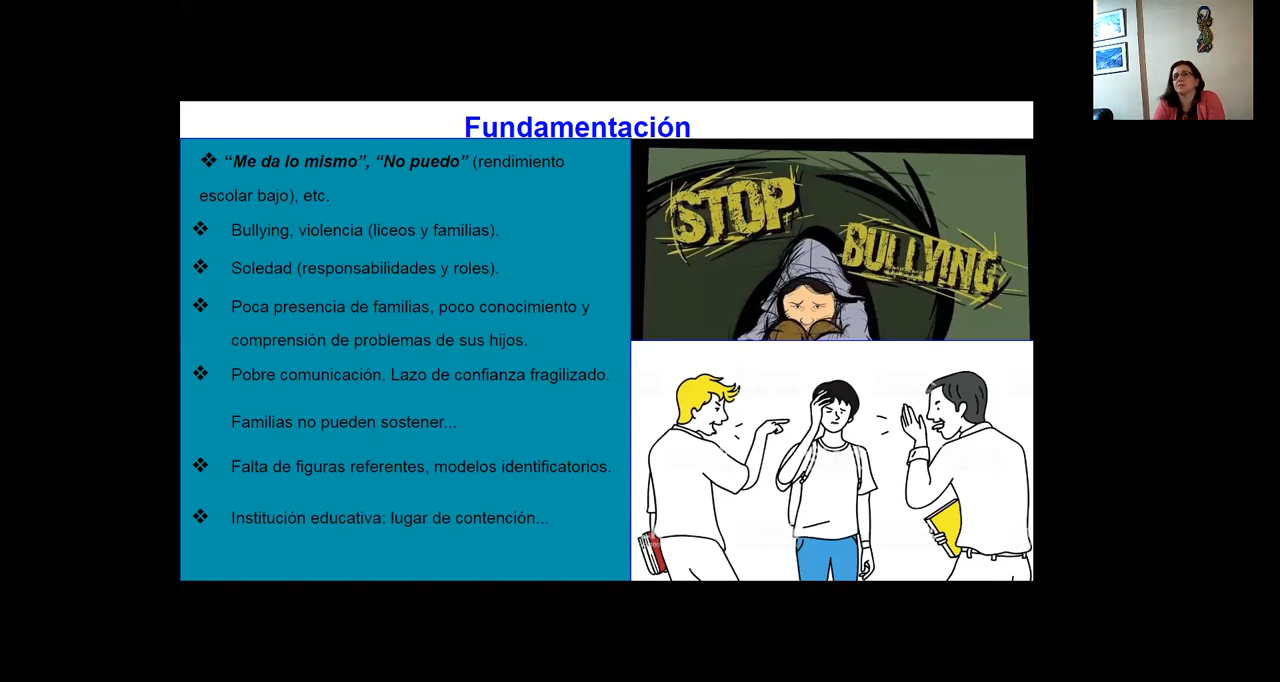 Fundamentación
❖ “Me da lo mismo”, “No puedo” (rendimiento
escolar bajo), etc.
❖ Bullying, violencia (liceos y familias).
❖ Soledad (responsabilidades y roles).
❖ Poca presencia de familias, poco conocimiento y
comprensión de problemas de sus hijos.
❖ Pobre comunicación. Lazo de confianza fragilizado.
Familias no pueden sostener...
❖ Falta de figuras referentes, modelos identificatorios.
❖ Institución educativa: lugar de contención...
STOP
BULLYING